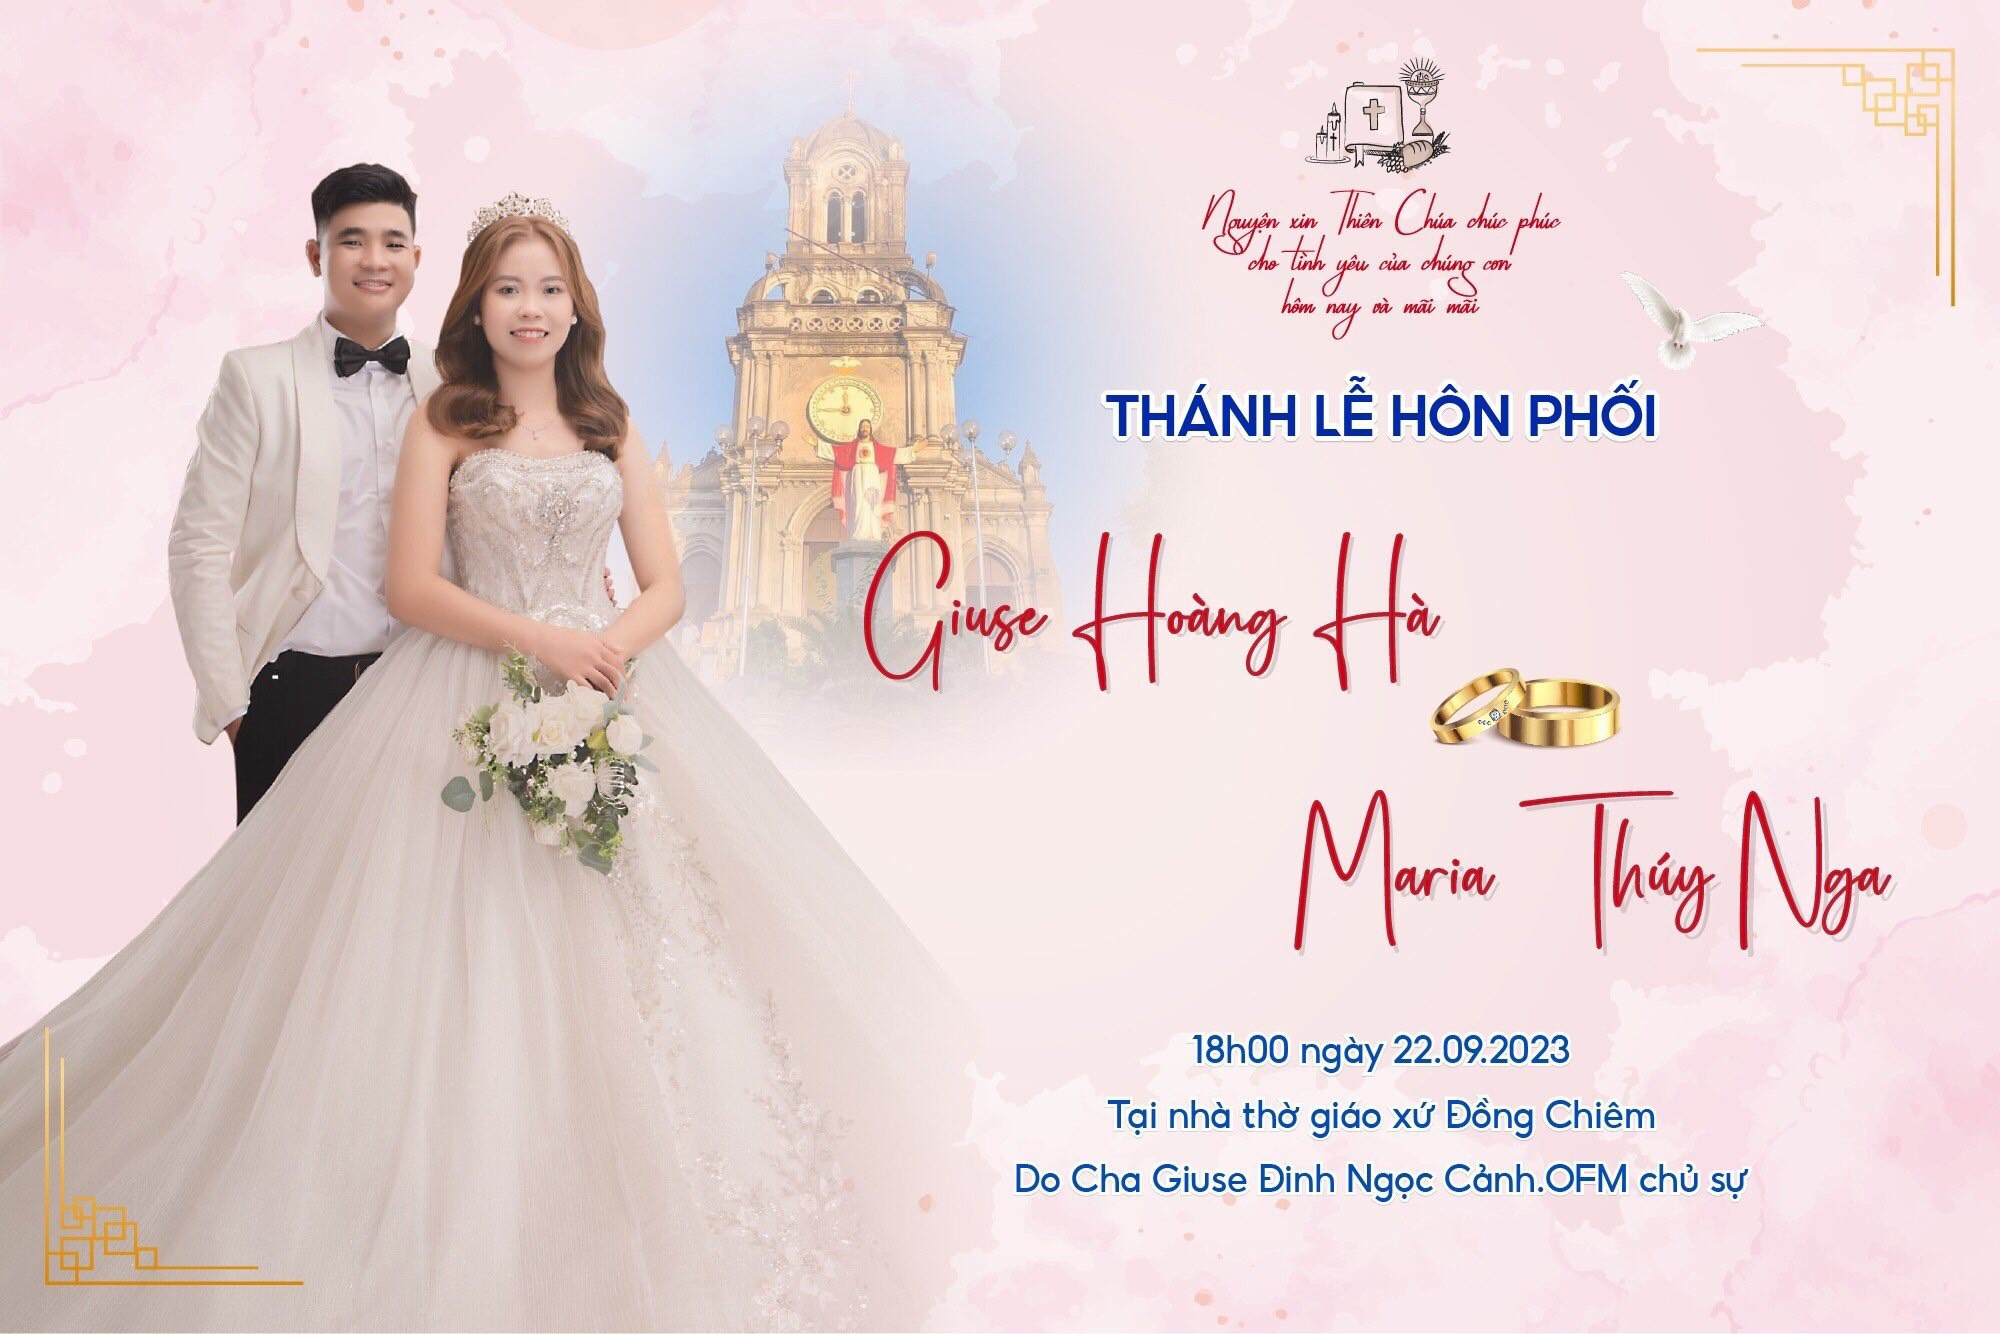 Nguyện xin Thiên Chúa chúc phúc
cho tình yêu của chúng con
hôm nay và mãi mãi
THÁNH LỄ HÔN PHỐI
Giuse Hoàng Hà
Maria Thúy Nga
18h00 ngày 22.09.2023
Tại nhà thờ giáo xứ Đồng Chiêm
Do Cha Giuse Đinh Ngọc Cảnh.OFM chủ sự